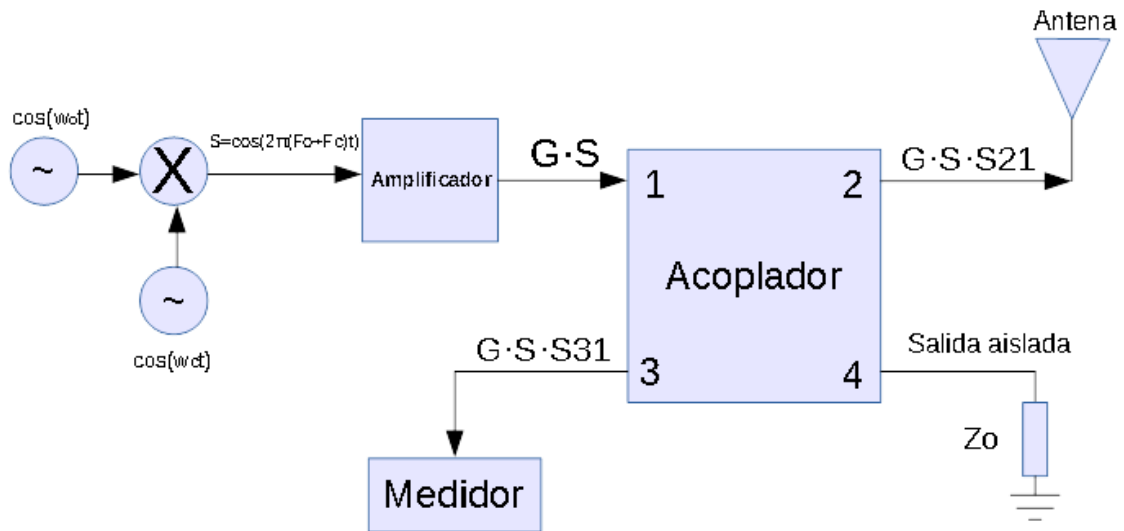 Antena
cos(wot)
~
X
S=cos(2π(Fo+Fc)t)
Amplificador
G·S
1
2
G·S·S21
Acoplador
~
cos(wct)
G·S·S31
3
4
Salida aislada
Zo
Medidor